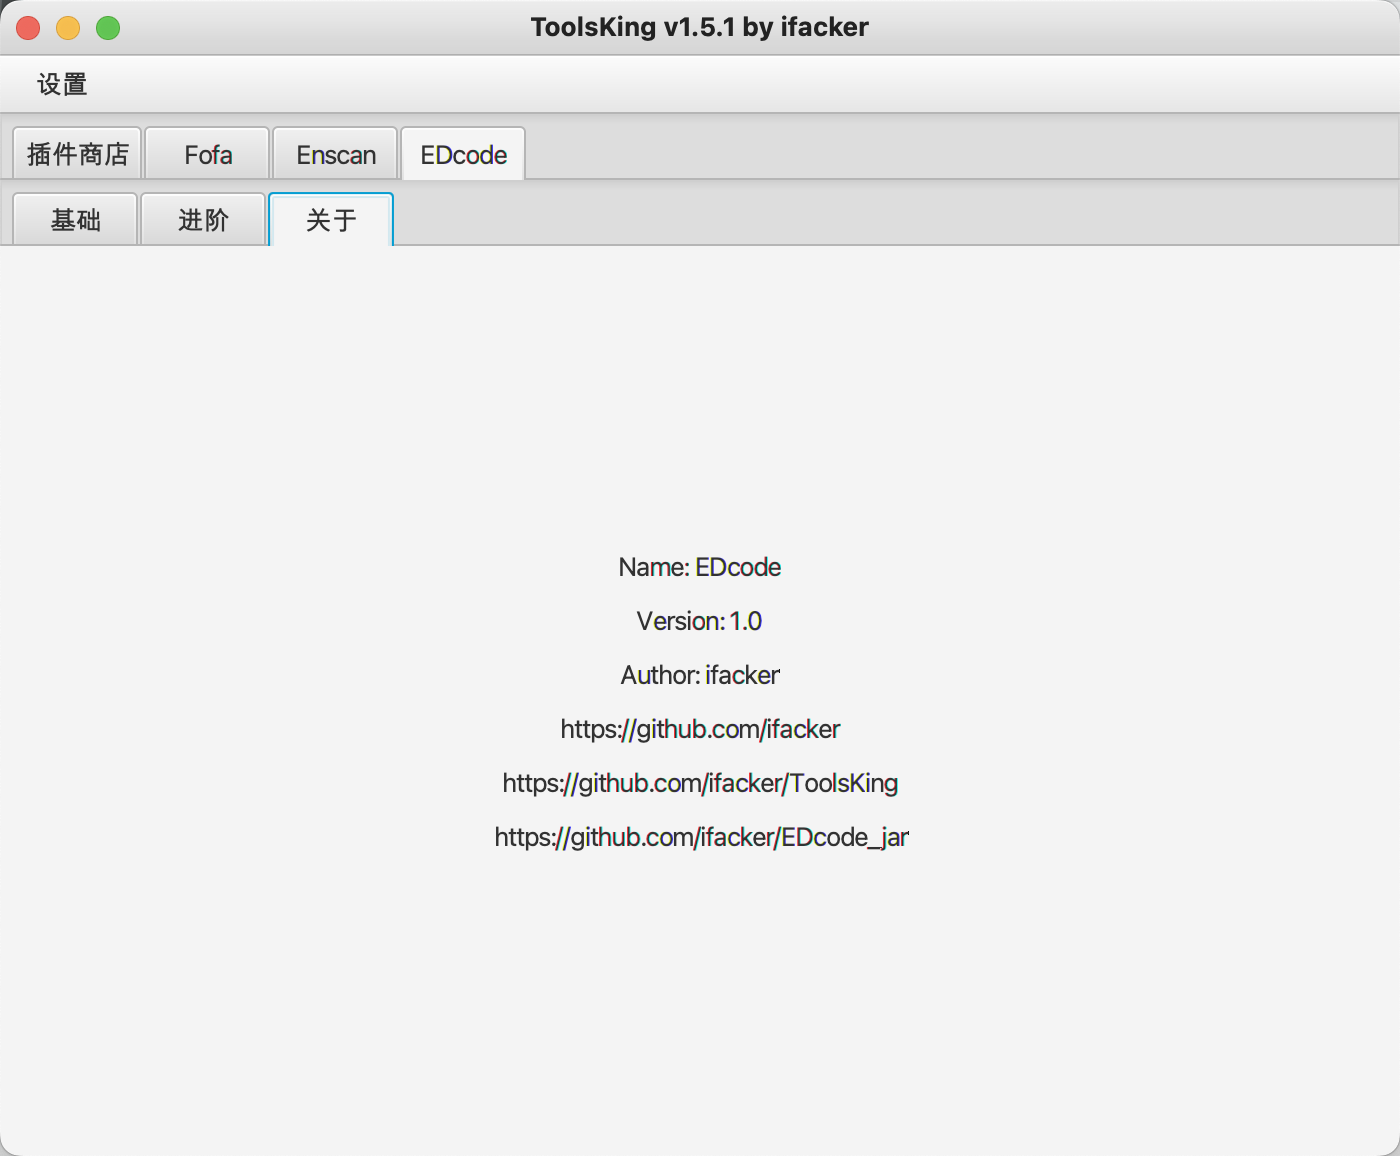 ToolsKing v1.5.1 by ifacker
设置
插件商店 Fofa Enscan EDcode
基础 进阶 关于
Name: EDcode
Version: 1.0
Author: ifacker
https://github.com/ifacker
https://github.com/ifacker/ToolsKing
https://github.com/ifacker/EDcode_jar